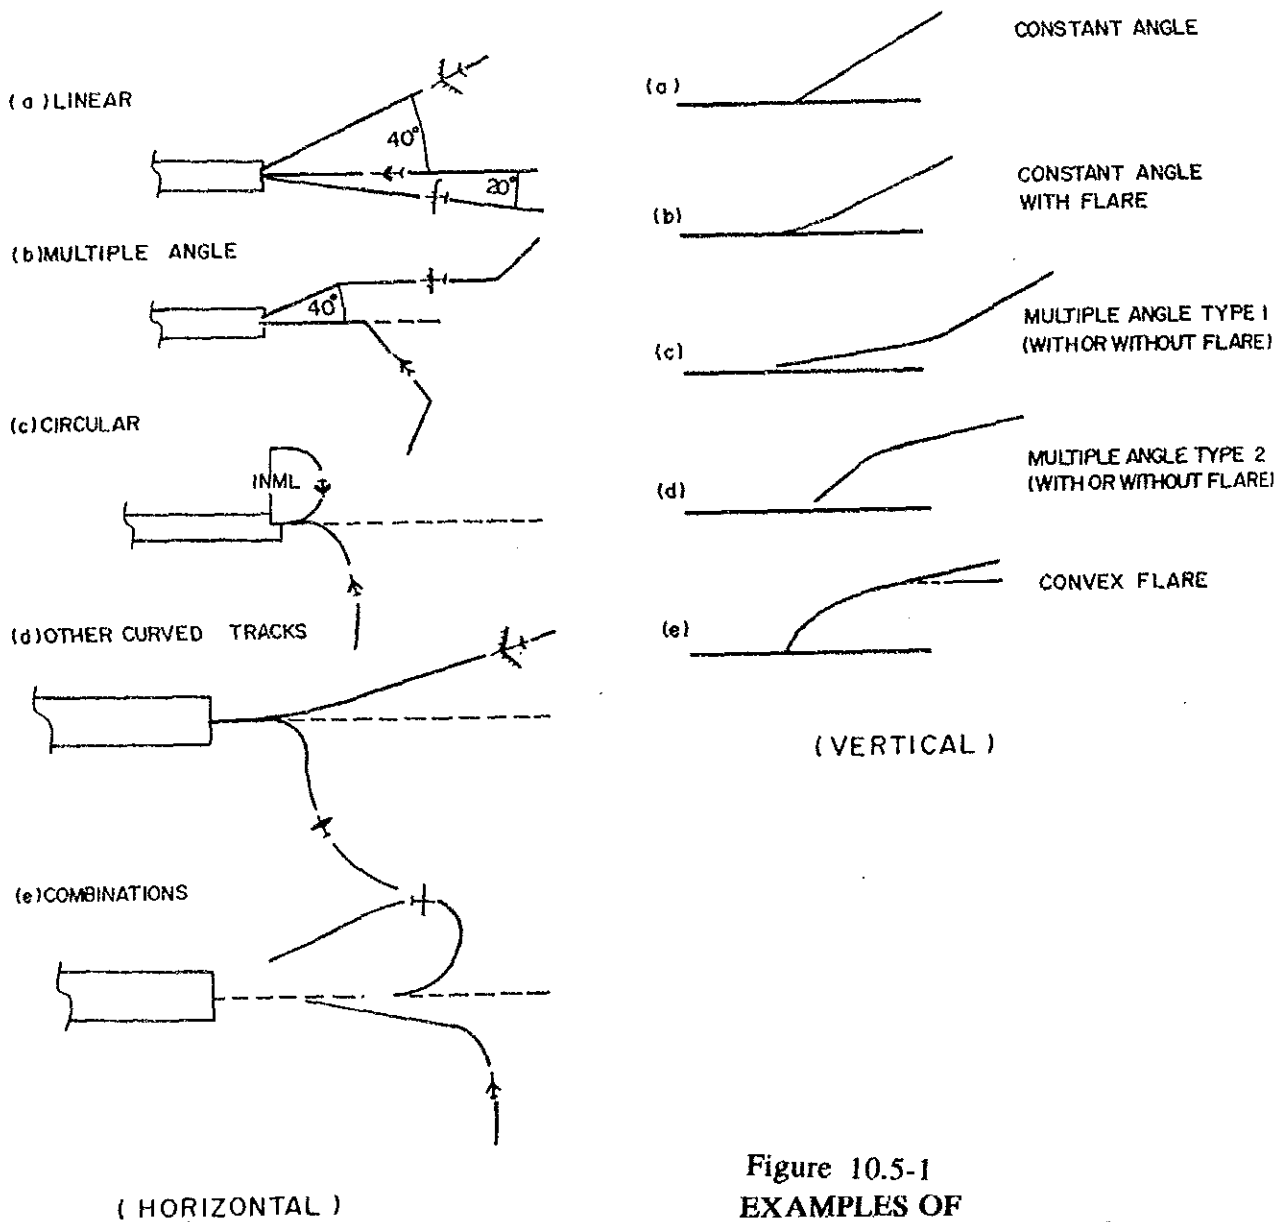 (a) LINEAR
40°
20°
(b) MULTIPLE ANGLE
40°
(c) CIRCULAR
INML
(d) OTHER CURVED TRACKS
(e) COMBINATIONS
( HORIZONTAL )
(a)
CONSTANT ANGLE
(b)
CONSTANT ANGLE
WITH FLARE
(c)
MULTIPLE ANGLE TYPE 1
(WITH OR WITHOUT FLARE)
(d)
MULTIPLE ANGLE TYPE 2
(WITH OR WITHOUT FLARE)
(e)
CONVEX FLARE
( VERTICAL )
Figure 10.5-1
EXAMPLES OF